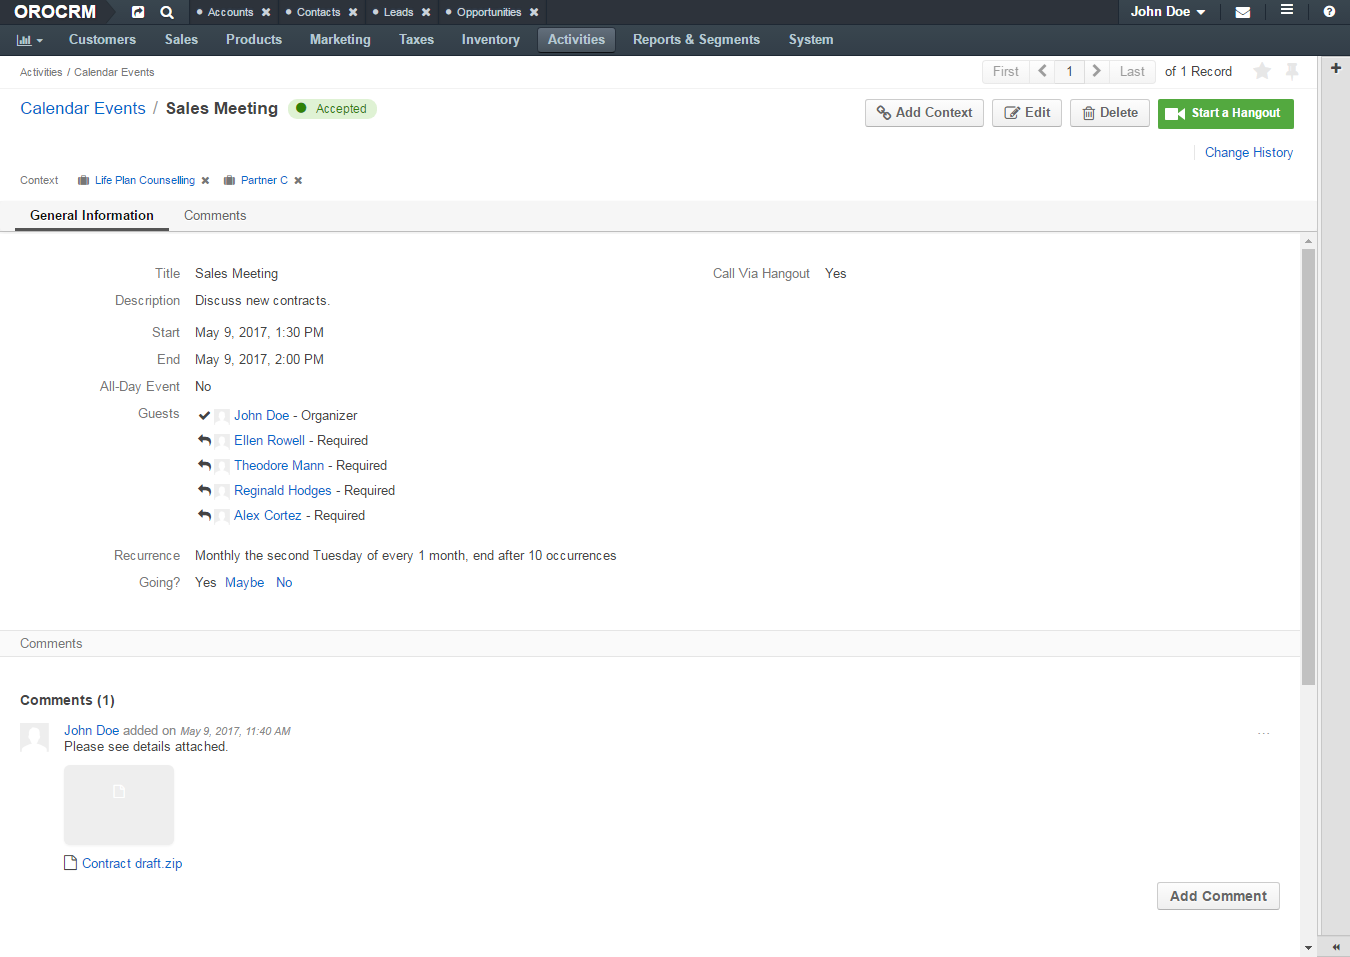 OROCRM Accounts Contacts Leads Opportunities John Doe
Customers Sales Products Marketing Taxes Inventory Activities Reports & Segments System
Activities / Calendar Events First 1 Last of 1 Record
Calendar Events / Sales Meeting Accepted Add Context Edit Delete Start a Hangout
Change History
Context Life Plan Counselling Partner C
General Information Comments
Title Sales Meeting Call Via Hangout Yes
Description Discuss new contracts.
Start May 9, 2017, 1:30 PM
End May 9, 2017, 2:00 PM
All-Day Event No
Guests John Doe - Organizer
Ellen Rowell - Required
Theodore Mann - Required
Reginald Hodges - Required
Alex Cortez - Required
Recurrence Monthly the second Tuesday of every 1 month, end after 10 occurrences
Going? Yes Maybe No
Comments
Comments (1)
John Doe added on May 9, 2017, 11:40 AM ...
Please see details attached.
Contract draft.zip
Add Comment